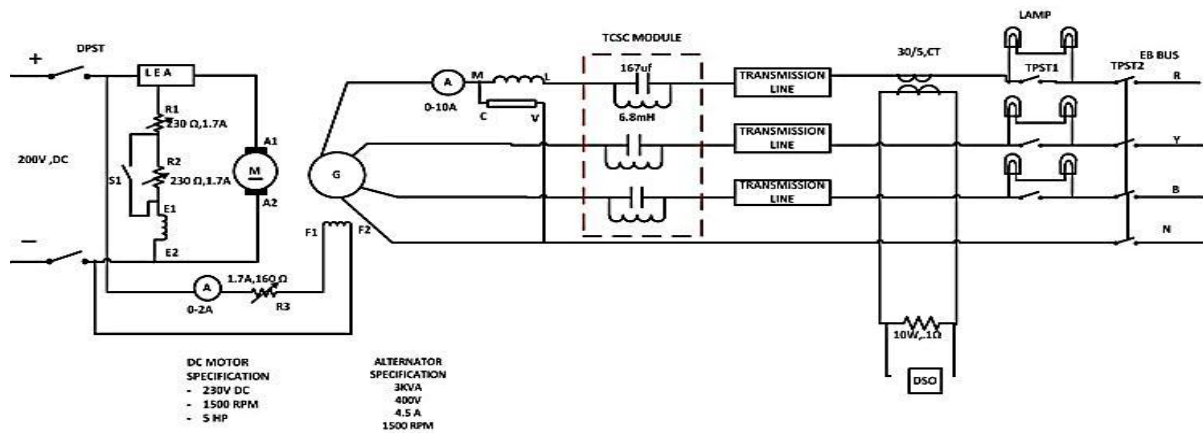 LAMP
DPST
TCSC MODULE
30/5,CT
EB BUS
+
L E A
167uf
TRANSMISSION
LINE
TPST1
TPST2
R
A
M
L
0-10A
R1
230 Ω,1.7A
6.8mH
C
V
TRANSMISSION
LINE
Y
200V ,DC
S1
R2
230 Ω,1.7A
A1
M
A2
G
TRANSMISSION
LINE
B
E1
E2
F1
F2
N
1.7A,160 Ω
A
0-2A
R3
10W,.1Ω
DSO
DC MOTOR
SPECIFICATION
- 230V DC
- 1500 RPM
- 5 HP
ALTERNATOR
SPECIFICATION
3KVA
400V
4.5 A
1500 RPM